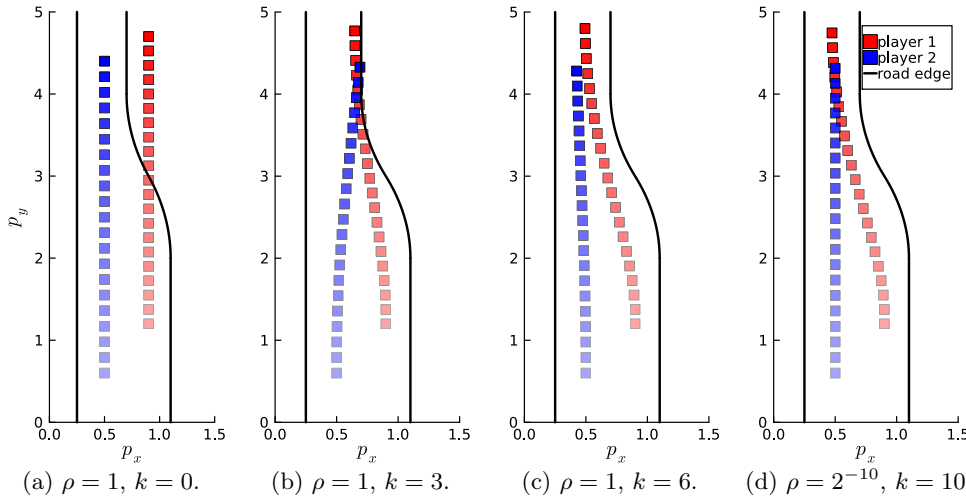 player 1
player 2
road edge
p_y
5
4
3
2
1
0
0.0 0.5 1.0 1.5
p_x
5
4
3
2
1
0
0.0 0.5 1.0 1.5
p_x
5
4
3
2
1
0
0.0 0.5 1.0 1.5
p_x
5
4
3
2
1
0
0.0 0.5 1.0 1.5
p_x
(a) ρ = 1, k = 0.
(b) ρ = 1, k = 3.
(c) ρ = 1, k = 6.
(d) ρ = 2⁻¹⁰, k = 10